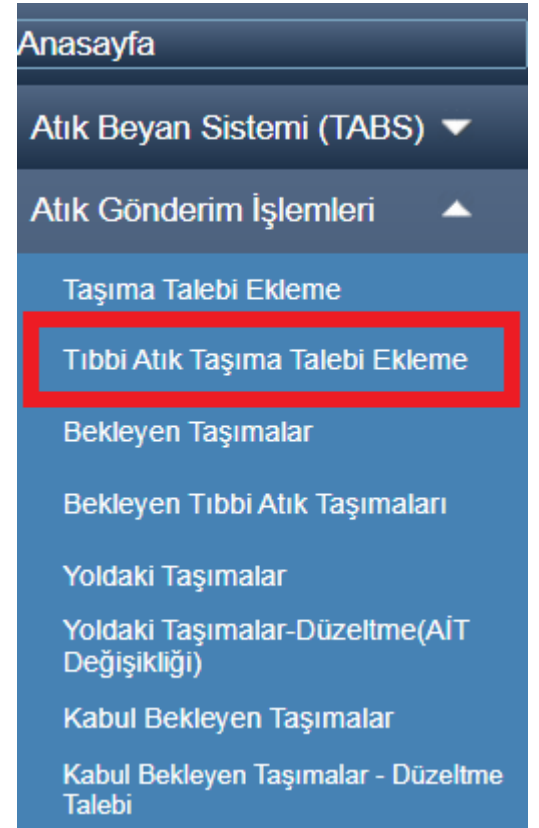 Anasayfa
Atık Beyan Sistemi (TABS)
Atık Gönderim İşlemleri
Taşıma Talebi Ekleme
Tıbbi Atık Taşıma Talebi Ekleme
Bekleyen Taşımalar
Bekleyen Tıbbi Atık Taşımaları
Yoldaki Taşımalar
Yoldaki Taşımalar-Düzeltme(AİT
Değişikliği)
Kabul Bekleyen Taşımalar
Kabul Bekleyen Taşımalar - Düzeltme
Talebi